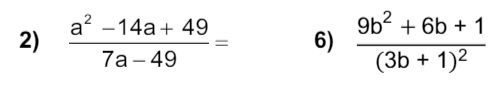 2) (a² – 14a + 49) / (7a – 49) =
6) (9b² + 6b + 1) / (3b + 1)²